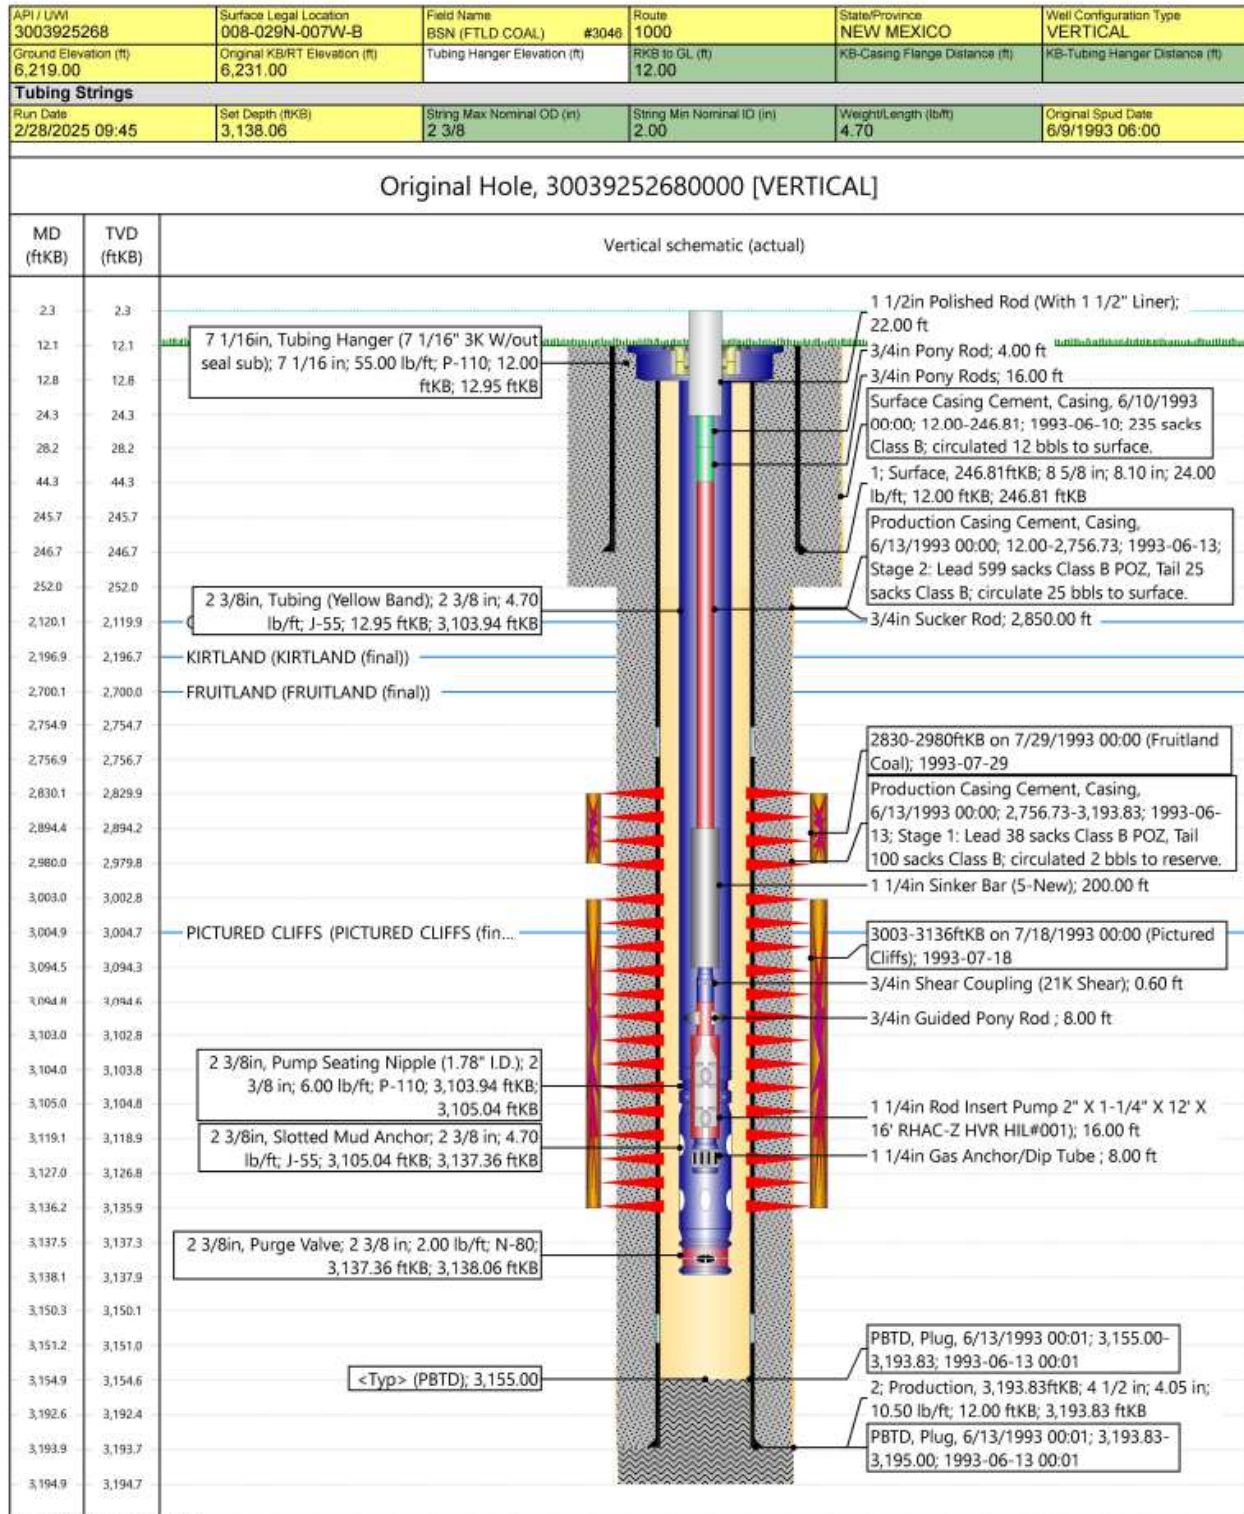 API / UWI
3003925268
Surface Legal Location
008-029N-007W-B
Field Name
BSN (FTLD COAL) #3046
Route
1000
State/Province
NEW MEXICO
Well Configuration Type
VERTICAL
Ground Elevation (ft)
6,219.00
Original KB/RT Elevation (ft)
6,231.00
Tubing Hanger Elevation (ft)
RKB to GL (ft)
12.00
KB-Casing Flange Distance (ft)
KB-Tubing Hanger Distance (ft)
Tubing Strings
Run Date
2/28/2025 09:45
Set Depth (ftKB)
3,138.06
String Max Nominal OD (in)
2 3/8
String Min Nominal ID (in)
2.00
Weight/Length (lb/ft)
4.70
Original Spud Date
6/9/1993 06:00
Original Hole, 30039252680000 [VERTICAL]
MD
(ftKB)
TVD
(ftKB)
Vertical schematic (actual)
2.3 2.3
12.1 12.1
12.8 12.8
24.3 24.3
28.2 28.2
44.3 44.3
245.7 245.7
246.7 246.7
252.0 252.0
2,120.1 2,119.9
2,196.9 2,196.7
2,700.1 2,700.0
2,754.9 2,754.7
2,756.9 2,756.7
2,830.1 2,829.9
2,894.4 2,894.2
2,980.0 2,979.8
3,003.0 3,002.8
3,004.9 3,004.7
3,094.5 3,094.3
3,094.8 3,094.6
3,103.0 3,102.8
3,104.0 3,103.8
3,105.0 3,104.8
3,119.1 3,118.9
3,127.0 3,126.8
3,136.2 3,135.9
3,137.5 3,137.3
3,138.1 3,137.9
3,150.3 3,150.1
3,151.2 3,151.0
3,154.9 3,154.6
3,192.6 3,192.4
3,193.9 3,193.7
3,194.9 3,194.7
7 1/16in, Tubing Hanger (7 1/16" 3K W/out
seal sub); 7 1/16 in; 55.00 lb/ft; P-110; 12.00
ftKB; 12.95 ftKB
2 3/8in, Tubing (Yellow Band); 2 3/8 in; 4.70
lb/ft; J-55; 12.95 ftKB; 3,103.94 ftKB
KIRTLAND (KIRTLAND (final))
FRUITLAND (FRUITLAND (final))
PICTURED CLIFFS (PICTURED CLIFFS (fin...
2 3/8in, Pump Seating Nipple (1.78" I.D.); 2
3/8 in; 6.00 lb/ft; P-110; 3,103.94 ftKB;
3,105.04 ftKB
2 3/8in, Slotted Mud Anchor; 2 3/8 in; 4.70
lb/ft; J-55; 3,105.04 ftKB; 3,137.36 ftKB
2 3/8in, Purge Valve; 2 3/8 in; 2.00 lb/ft; N-80;
3,137.36 ftKB; 3,138.06 ftKB
<Typ> (PBTD); 3,155.00
1 1/2in Polished Rod (With 1 1/2" Liner);
22.00 ft
3/4in Pony Rod; 4.00 ft
3/4in Pony Rods; 16.00 ft
Surface Casing Cement, Casing, 6/10/1993
00:00; 12.00-246.81; 1993-06-10; 235 sacks
Class B; circulated 12 bbls to surface.
1; Surface, 246.81ftKB; 8 5/8 in; 8.10 in; 24.00
lb/ft; 12.00 ftKB; 246.81 ftKB
Production Casing Cement, Casing,
6/13/1993 00:00; 12.00-2,756.73; 1993-06-13;
Stage 2: Lead 599 sacks Class B POZ, Tail 25
sacks Class B; circulate 25 bbls to surface.
3/4in Sucker Rod; 2,850.00 ft
2830-2980ftKB on 7/29/1993 00:00 (Fruitland
Coal); 1993-07-29
Production Casing Cement, Casing,
6/13/1993 00:00; 2,756.73-3,193.83; 1993-06-
13; Stage 1: Lead 38 sacks Class B POZ, Tail
100 sacks Class B; circulated 2 bbls to reserve.
1 1/4in Sinker Bar (5-New); 200.00 ft
3003-3136ftKB on 7/18/1993 00:00 (Pictured
Cliffs); 1993-07-18
3/4in Shear Coupling (21K Shear); 0.60 ft
3/4in Guided Pony Rod ; 8.00 ft
1 1/4in Rod Insert Pump 2" X 1-1/4" X 12' X
16' RHAC-Z HVR HIL#001); 16.00 ft
1 1/4in Gas Anchor/Dip Tube ; 8.00 ft
PBTD, Plug, 6/13/1993 00:01; 3,155.00-
3,193.83; 1993-06-13 00:01
2; Production, 3,193.83ftKB; 4 1/2 in; 4.05 in;
10.50 lb/ft; 12.00 ftKB; 3,193.83 ftKB
PBTD, Plug, 6/13/1993 00:01; 3,193.83-
3,195.00; 1993-06-13 00:01